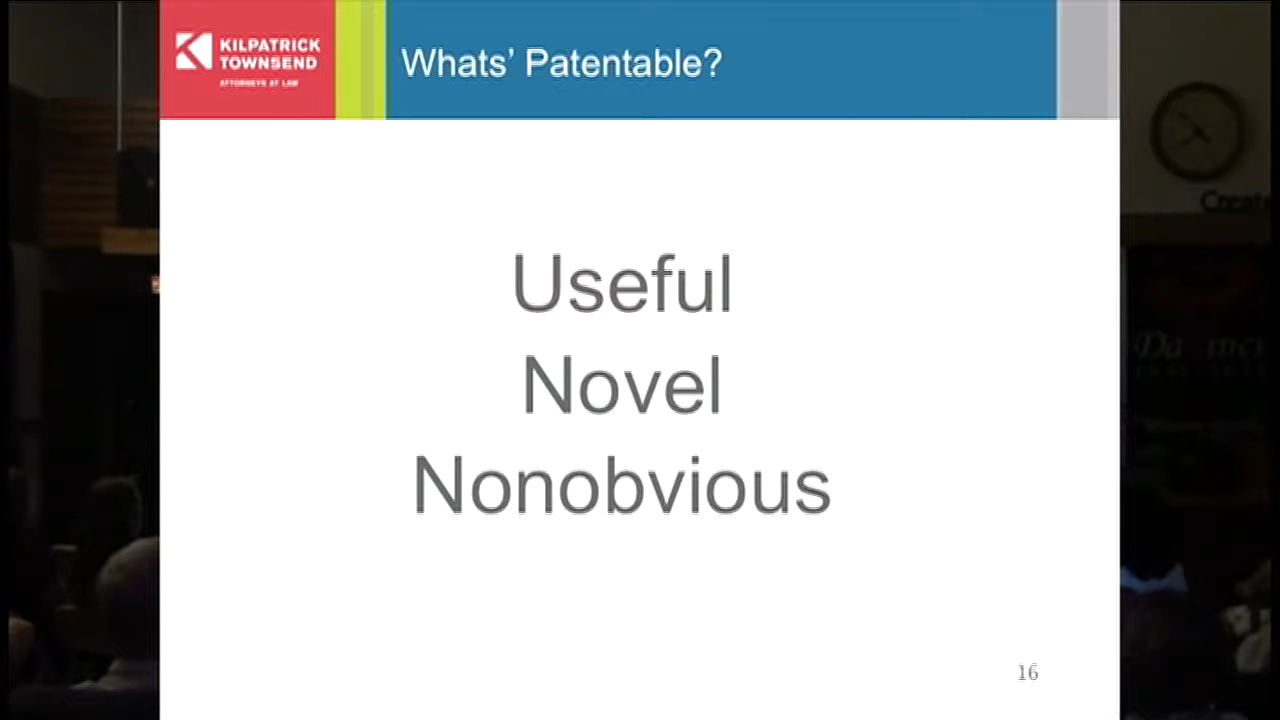 KILPATRICK
TOWNSEND
ATTORNEYS AT LAW
Whats’ Patentable?
Useful
Novel
Nonobvious
16